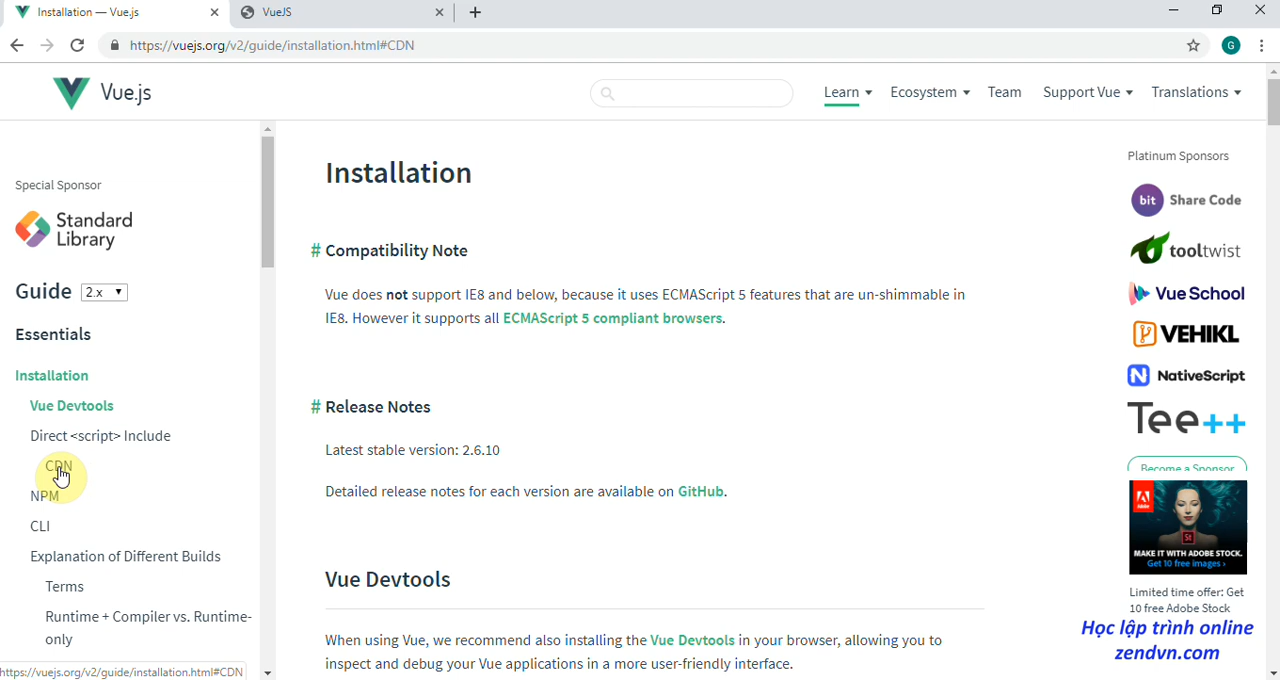 Installation — Vue.js
VueJS
https://vuejs.org/v2/guide/installation.html#CDN
G
Vue.js
Learn
Ecosystem
Team
Support Vue
Translations
Special Sponsor
Standard
Library
Guide 2.x
Essentials
Installation
Vue Devtools
Direct <script> Include
CDN
NPM
CLI
Explanation of Different Builds
Terms
Runtime + Compiler vs. Runtime-
only
https://vuejs.org/v2/guide/installation.html#CDN
Installation
# Compatibility Note
Vue does not support IE8 and below, because it uses ECMAScript 5 features that are un-shimmable in
IE8. However it supports all ECMAScript 5 compliant browsers.
# Release Notes
Latest stable version: 2.6.10
Detailed release notes for each version are available on GitHub.
Vue Devtools
When using Vue, we recommend also installing the Vue Devtools in your browser, allowing you to
inspect and debug your Vue applications in a more user-friendly interface.
Platinum Sponsors
bit Share Code
tooltwist
Vue School
VEHIKL
NativeScript
Tee++
Become a Sponsor
Adobe
St
MAKE IT WITH ADOBE STOCK.
Get 10 free images ›
Limited time offer: Get
10 free Adobe Stock
Học lập trình online
zendvn.com